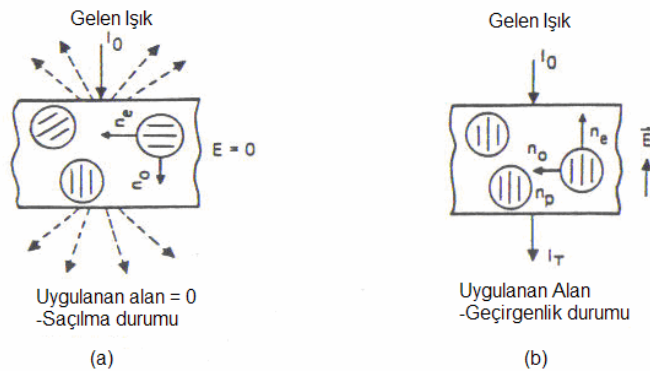 Gelen Işık
I0
ne
no
E = 0
Uygulanan alan = 0
-Saçılma durumu
(a)
Gelen Işık
I0
ne
no
np
E
IT
Uygulanan Alan
-Geçirgenlik durumu
(b)